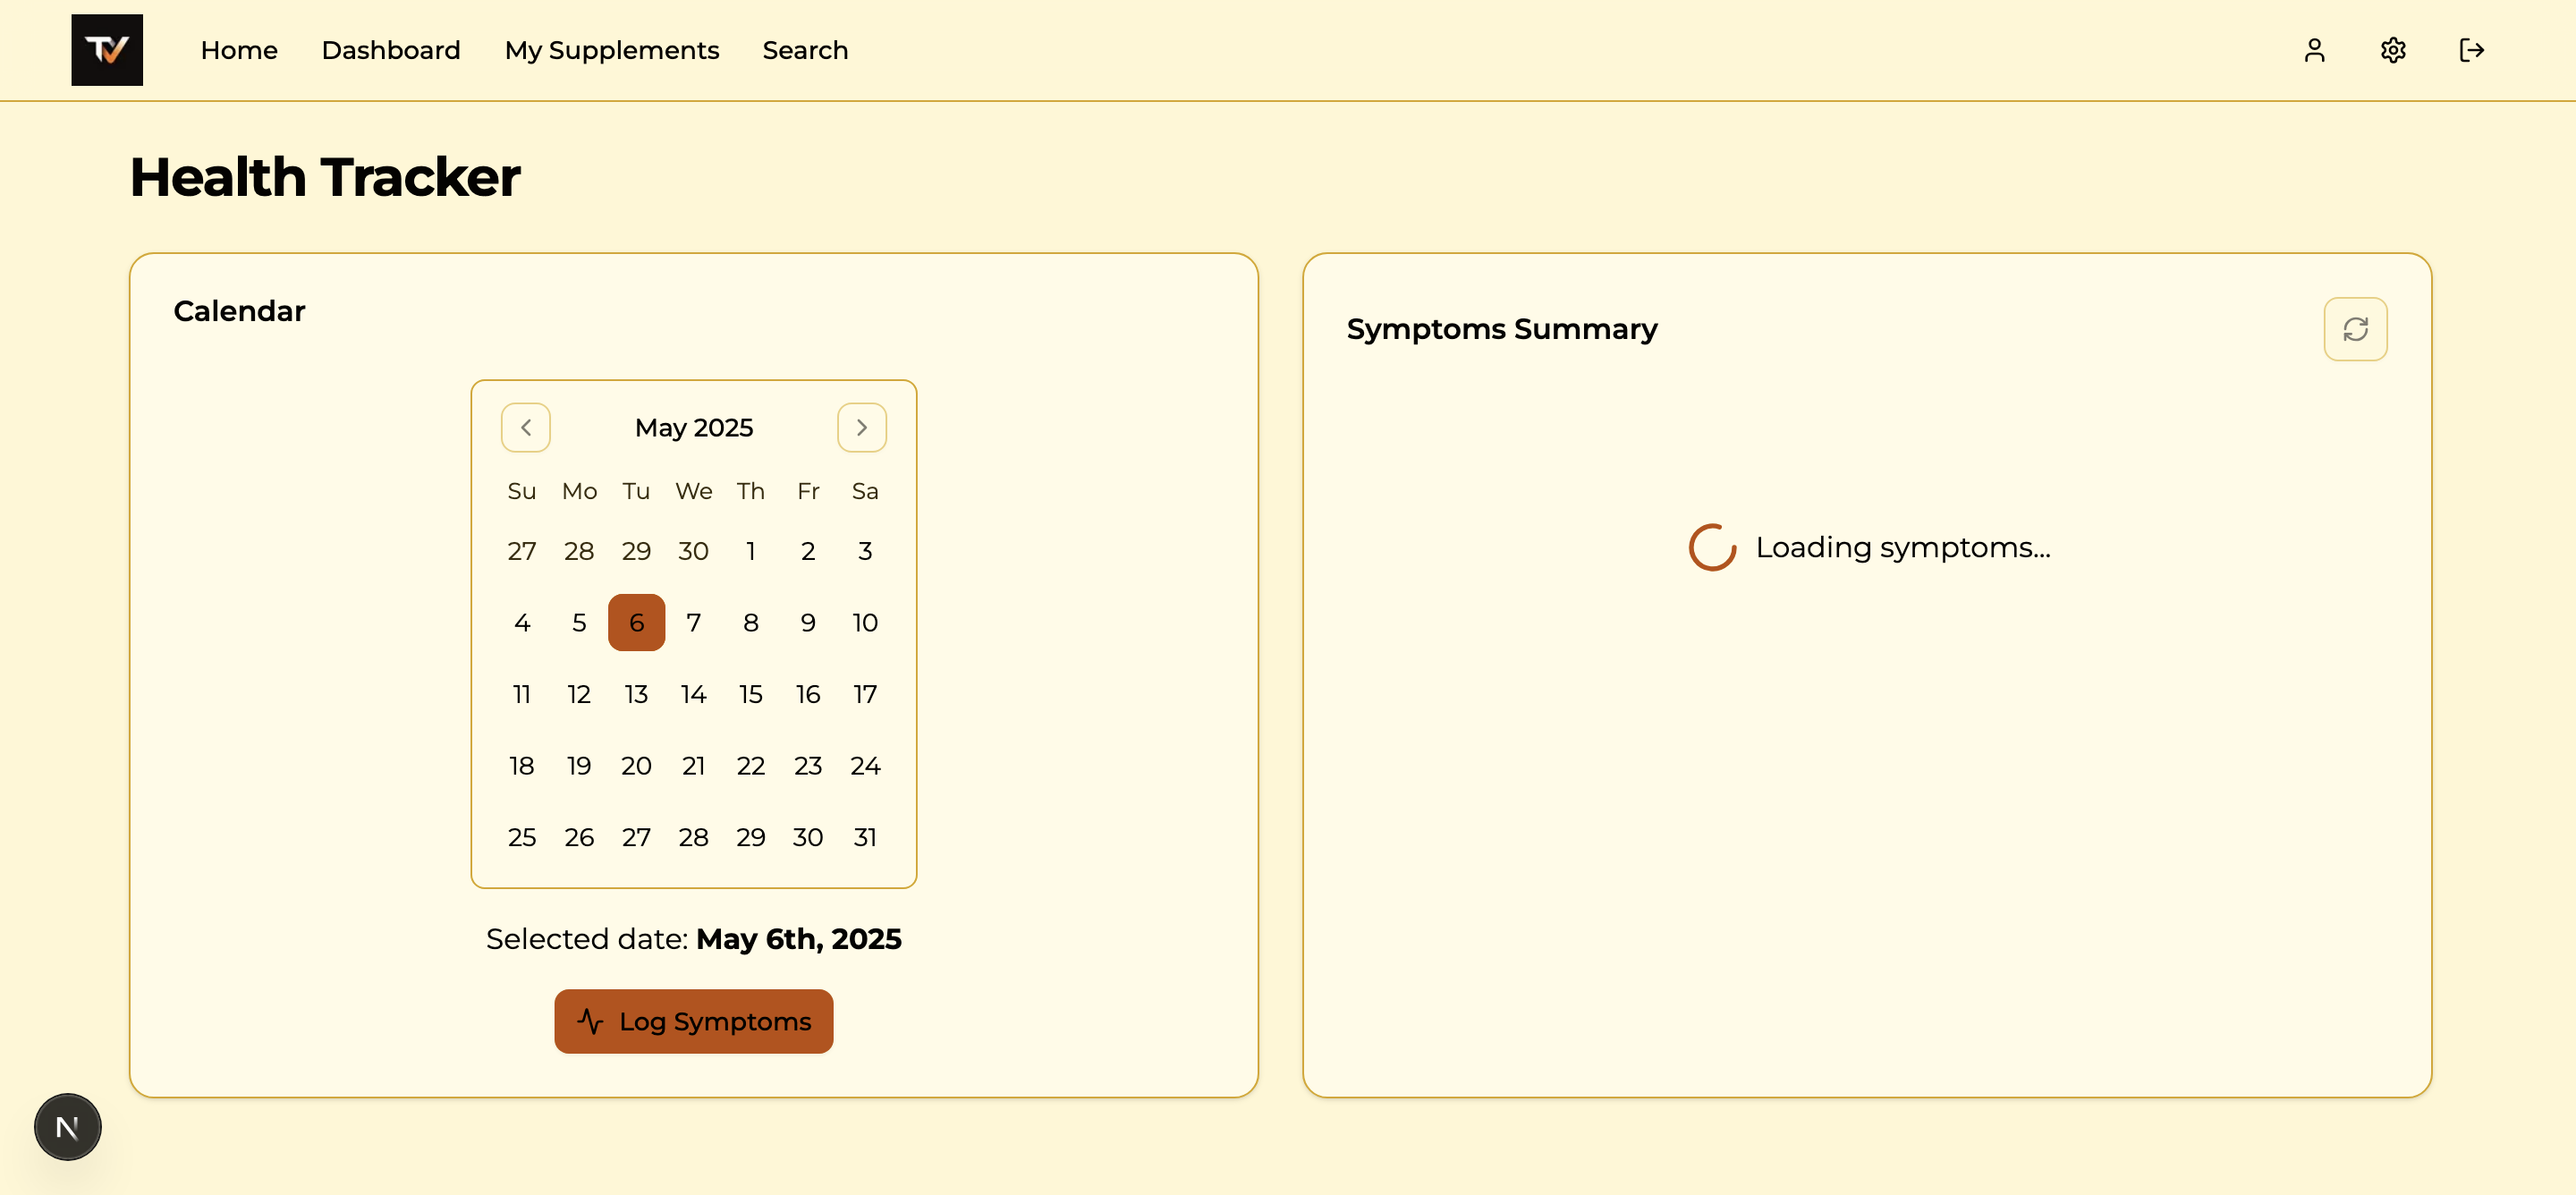 TV
Home Dashboard My Supplements Search
Health Tracker
Calendar
May 2025
Su Mo Tu We Th Fr Sa
27 28 29 30 1 2 3
4 5 6 7 8 9 10
11 12 13 14 15 16 17
18 19 20 21 22 23 24
25 26 27 28 29 30 31
Selected date: May 6th, 2025
Log Symptoms
Symptoms Summary
Loading symptoms...
N